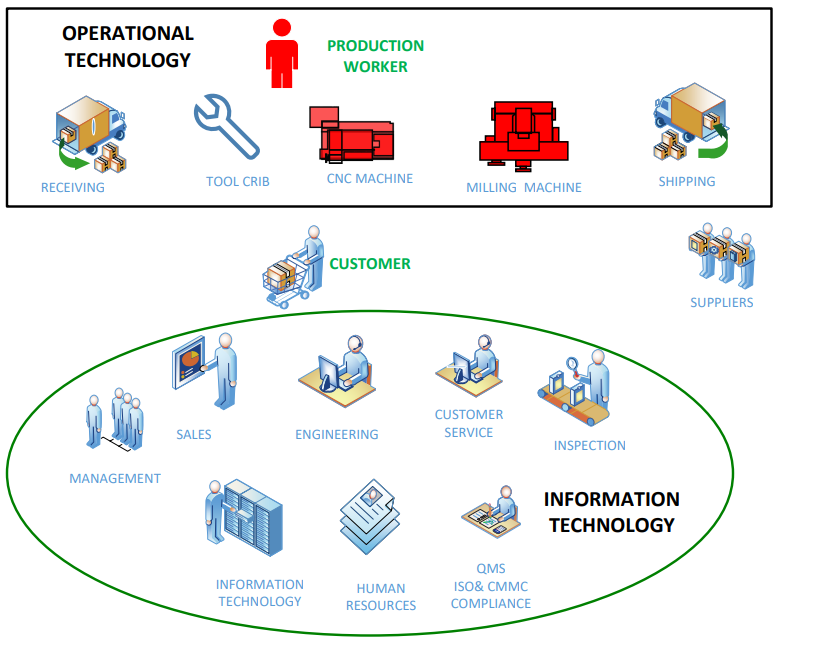 OPERATIONAL
TECHNOLOGY
PRODUCTION
WORKER
RECEIVING
TOOL CRIB
CNC MACHINE
MILLING  MACHINE
SHIPPING
CUSTOMER
SUPPLIERS
MANAGEMENT
SALES
ENGINEERING
CUSTOMER
SERVICE
INSPECTION
INFORMATION
TECHNOLOGY
INFORMATION
TECHNOLOGY
HUMAN
RESOURCES
QMS
ISO& CMMC
COMPLIANCE